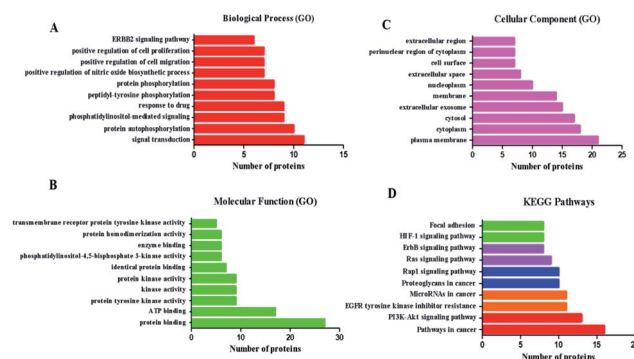 A
Biological Process (GO)
ERBB2 signaling pathway
positive regulation of cell proliferation
positive regulation of cell migration
positive regulation of nitric oxide biosynthetic process
protein phosphorylation
peptidyl-tyrosine phosphorylation
response to drug
phosphatidylinositol-mediated signaling
protein autophosphorylation
signal transduction
0 5 10 15
Number of proteins
C
Cellular Component (GO)
extracellular region
perinuclear region of cytoplasm
cell surface
extracellular space
nucleoplasm
membrane
extracellular exosome
cytosol
cytoplasm
plasma membrane
0 5 10 15 20 25
Number of proteins
B
Molecular Function (GO)
transmembrane receptor protein tyrosine kinase activity
protein homodimerization activity
enzyme binding
phosphatidylinositol-4,5-bisphosphate 3-kinase activity
identical protein binding
protein kinase activity
kinase activity
protein tyrosine kinase activity
ATP binding
protein binding
0 10 20 30
Number of proteins
D
KEGG Pathways
Focal adhesion
HIF-1 signaling pathway
ErbB signaling pathway
Ras signaling pathway
Rap1 signaling pathway
Proteoglycans in cancer
MicroRNAs in cancer
EGFR tyrosine kinase inhibitor resistance
PI3K-Akt signaling pathway
Pathways in cancer
0 5 10 15
Number of proteins